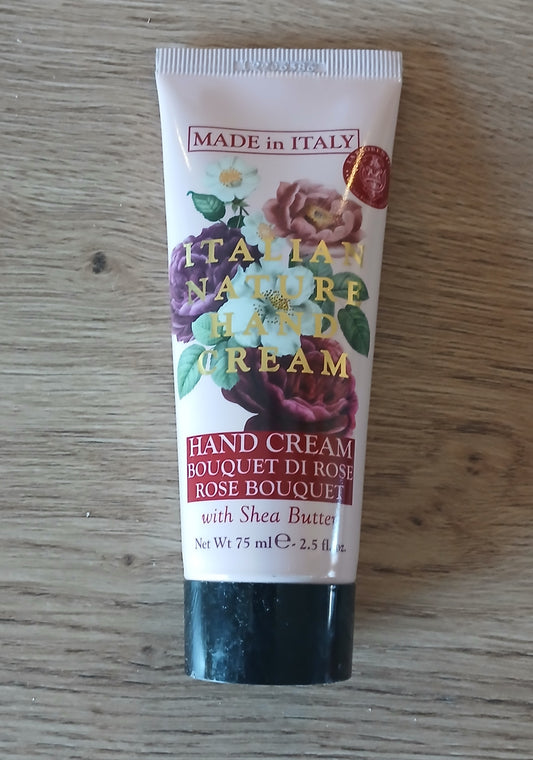 MADE in ITALY
ITALIAN
NATURE
HAND
CREAM
HAND CREAM
BOUQUET DI ROSE
ROSE BOUQUET
with Shea Butter
Net Wt 75 ml ℮ - 2.5 fl. oz.